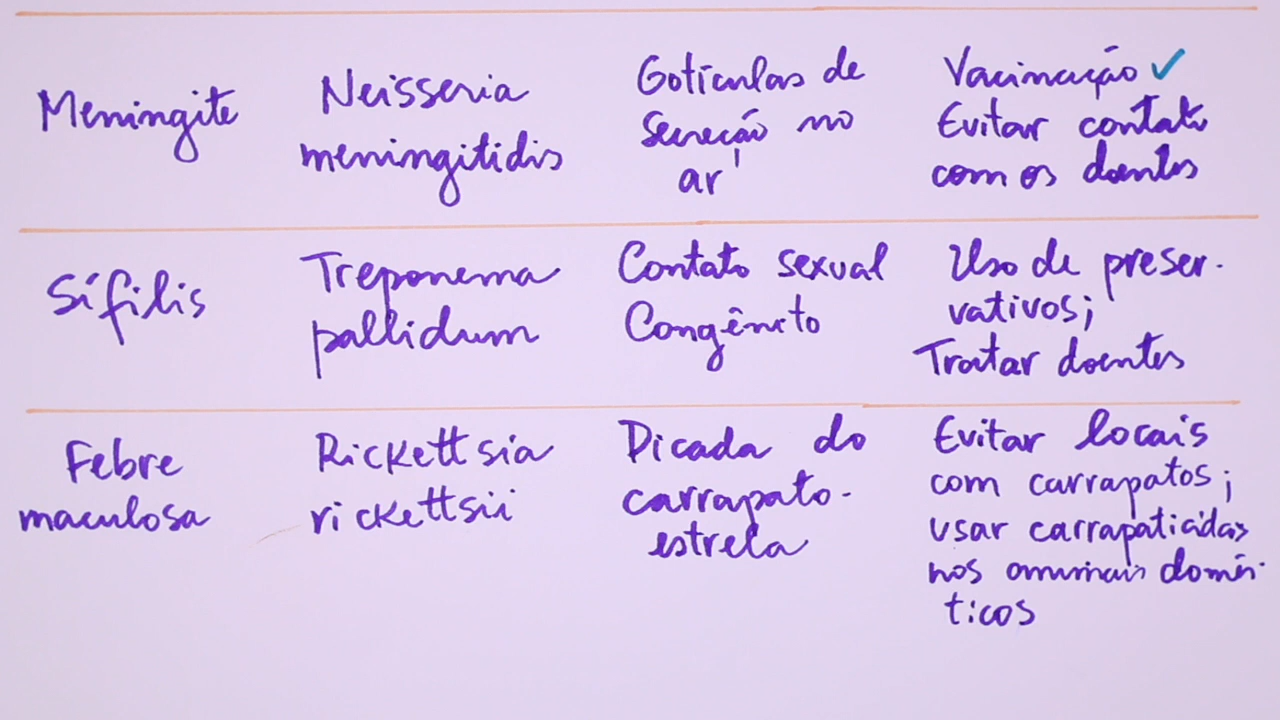 Meningite
Neisseria
meningitidis
Gotículas de
secreção no
ar
Vacinação ✓
Evitar contato
com os doentes
Sífilis
Treponema
pallidum
Contato sexual
Congênito
Uso de preser-
vativos;
Tratar doentes
Febre
maculosa
Rickettsia
rickettsii
Picada do
carrapato-
estrela
Evitar locais
com carrapatos;
usar carrapaticidas
nos animais domés-
ticos